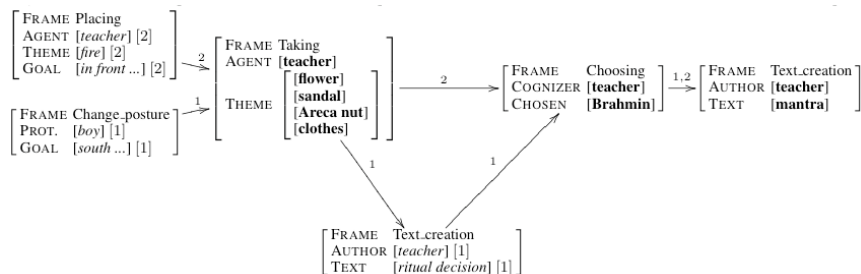 FRAME Placing
AGENT [teacher] [2]
THEME [fire] [2]
GOAL [in front ...] [2]
FRAME Change_posture
PROT. [boy] [1]
GOAL [south ...] [1]
2
1
FRAME Taking
AGENT [teacher]
THEME
[flower]
[sandal]
[Areca nut]
[clothes]
2
1
1
FRAME Text_creation
AUTHOR [teacher] [1]
TEXT [ritual decision] [1]
FRAME Choosing
COGNIZER [teacher]
CHOSEN [Brahmin]
1,2
FRAME Text_creation
AUTHOR [teacher]
TEXT [mantra]